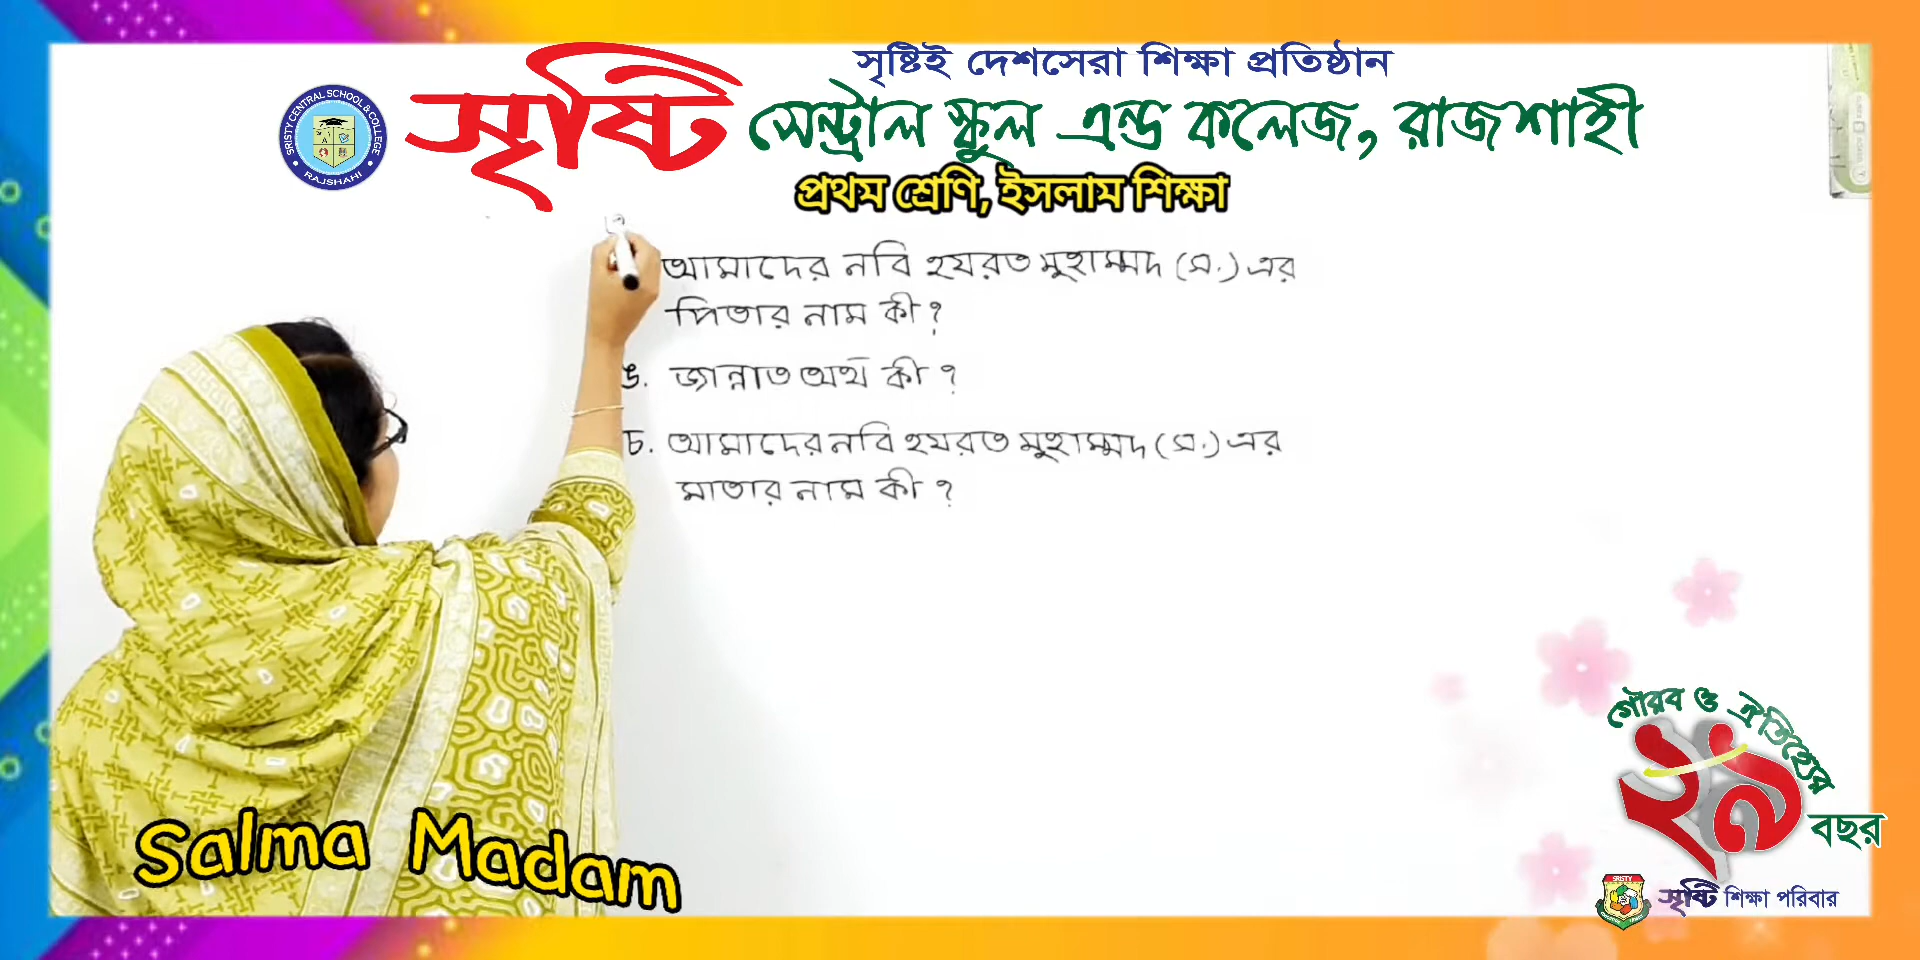 সৃষ্টিই দেশসেরা শিক্ষা প্রতিষ্ঠান
সৃষ্টি সেন্ট্রাল স্কুল এন্ড কলেজ, রাজশাহী
SRISTY CENTRAL SCHOOL & COLLEGE
RAJSHAHI
প্রথম শ্রেণি, ইসলাম শিক্ষা
আমাদের নবি হযরত মুহাম্মদ (স.) এর
পিতার নাম কী?
ঙ. জান্নাত অর্থ কী?
চ. আমাদের নবি হযরত মুহাম্মদ (স.) এর
মাতার নাম কী?
Salma Madam
গৌরব ও ঐতিহ্যের
২৯ বছর
SRISTY
সৃষ্টি শিক্ষা পরিবার